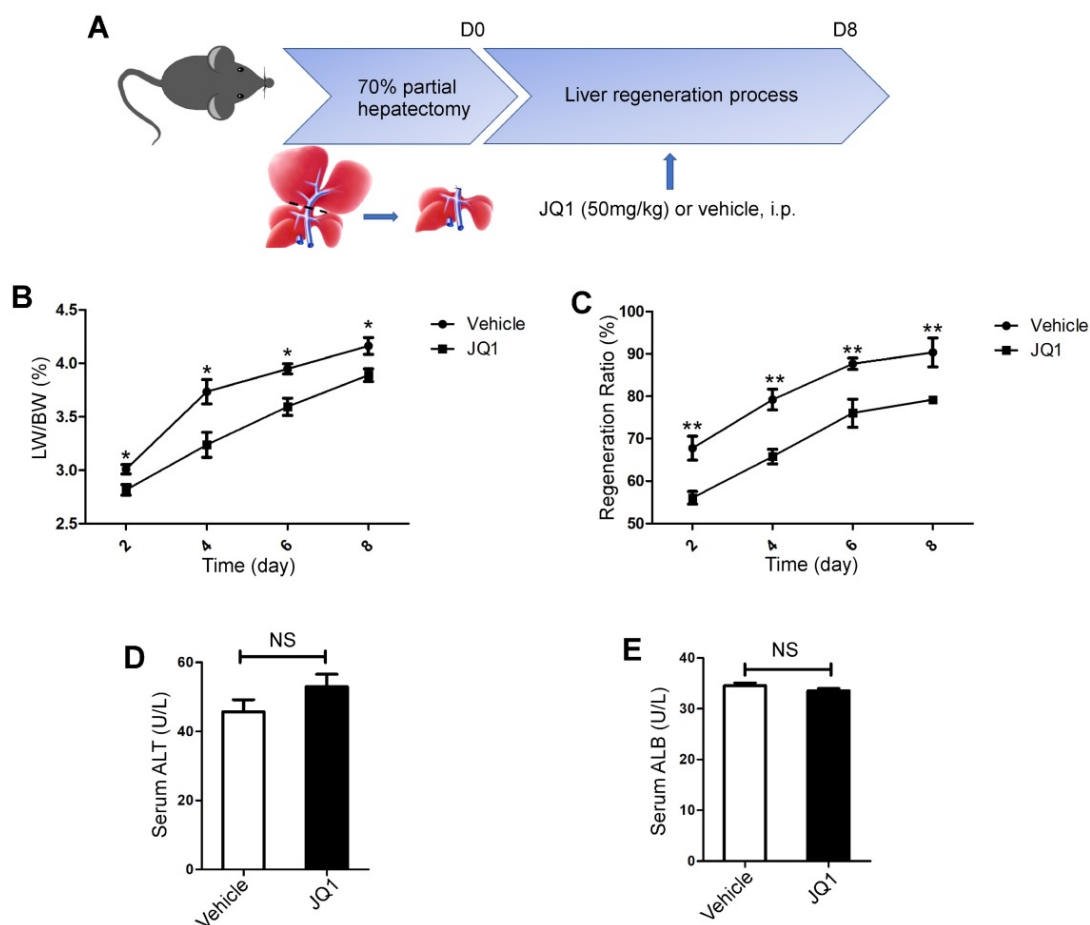 A
D0
D8
70% partial
hepatectomy
Liver regeneration process
JQ1 (50mg/kg) or vehicle, i.p.
B
LW/BW (%)
4.5
4.0
3.5
3.0
2.5
*
*
*
*
Vehicle
JQ1
2
4
6
8
Time (day)
C
Regeneration Ratio (%)
100
90
80
70
60
50
**
**
**
**
Vehicle
JQ1
2
4
6
8
Time (day)
D
NS
Serum ALT (U/L)
60
40
20
0
Vehicle
JQ1
E
NS
Serum ALB (U/L)
40
30
20
10
0
Vehicle
JQ1